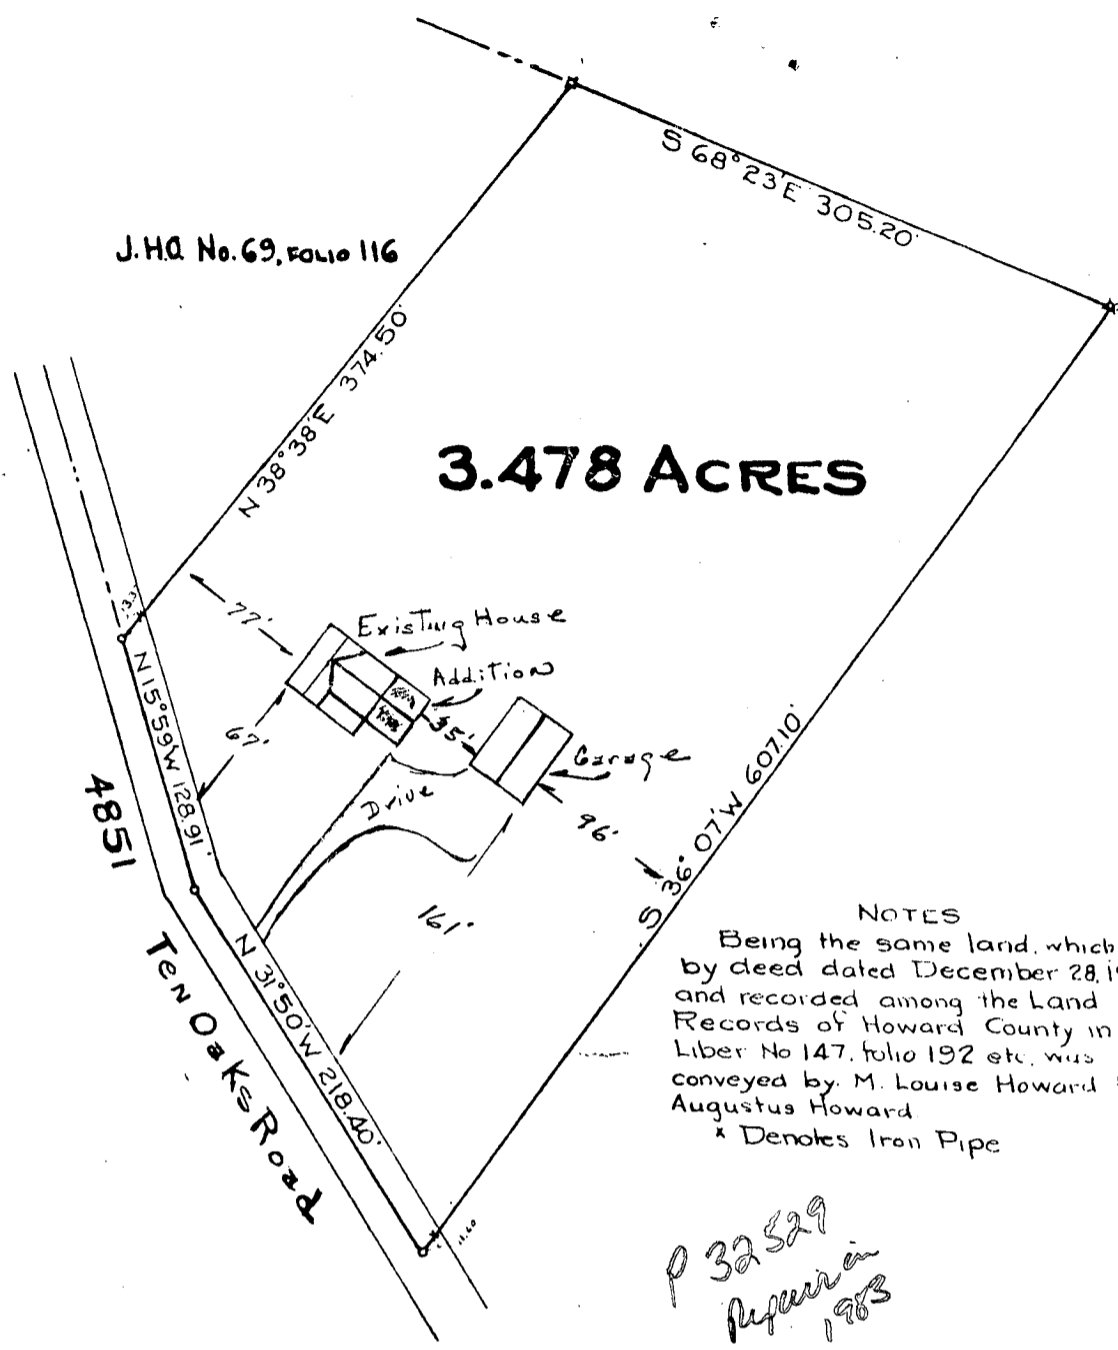 S 68°23'E 305.20'
J.H.O. No. 69, FOLIO 116
N 38°38'E 374.50'
3.478 ACRES
77'
Existing House
Addition
N 15°59'W 128.91'
67'
35'
Garage
Drive
96'
S 36°07'W 607.10'
4851
161'
Ten Oaks Road
N 31°50'W 218.40'
NOTES
Being the same land, which
by deed dated December 28,
and recorded among the Land
Records of Howard County in
Liber No 147, folio 192 etc. was
conveyed by. M. Louise Howard
Augustus Howard
x Denotes Iron Pipe
P 32529
Repair in
1983